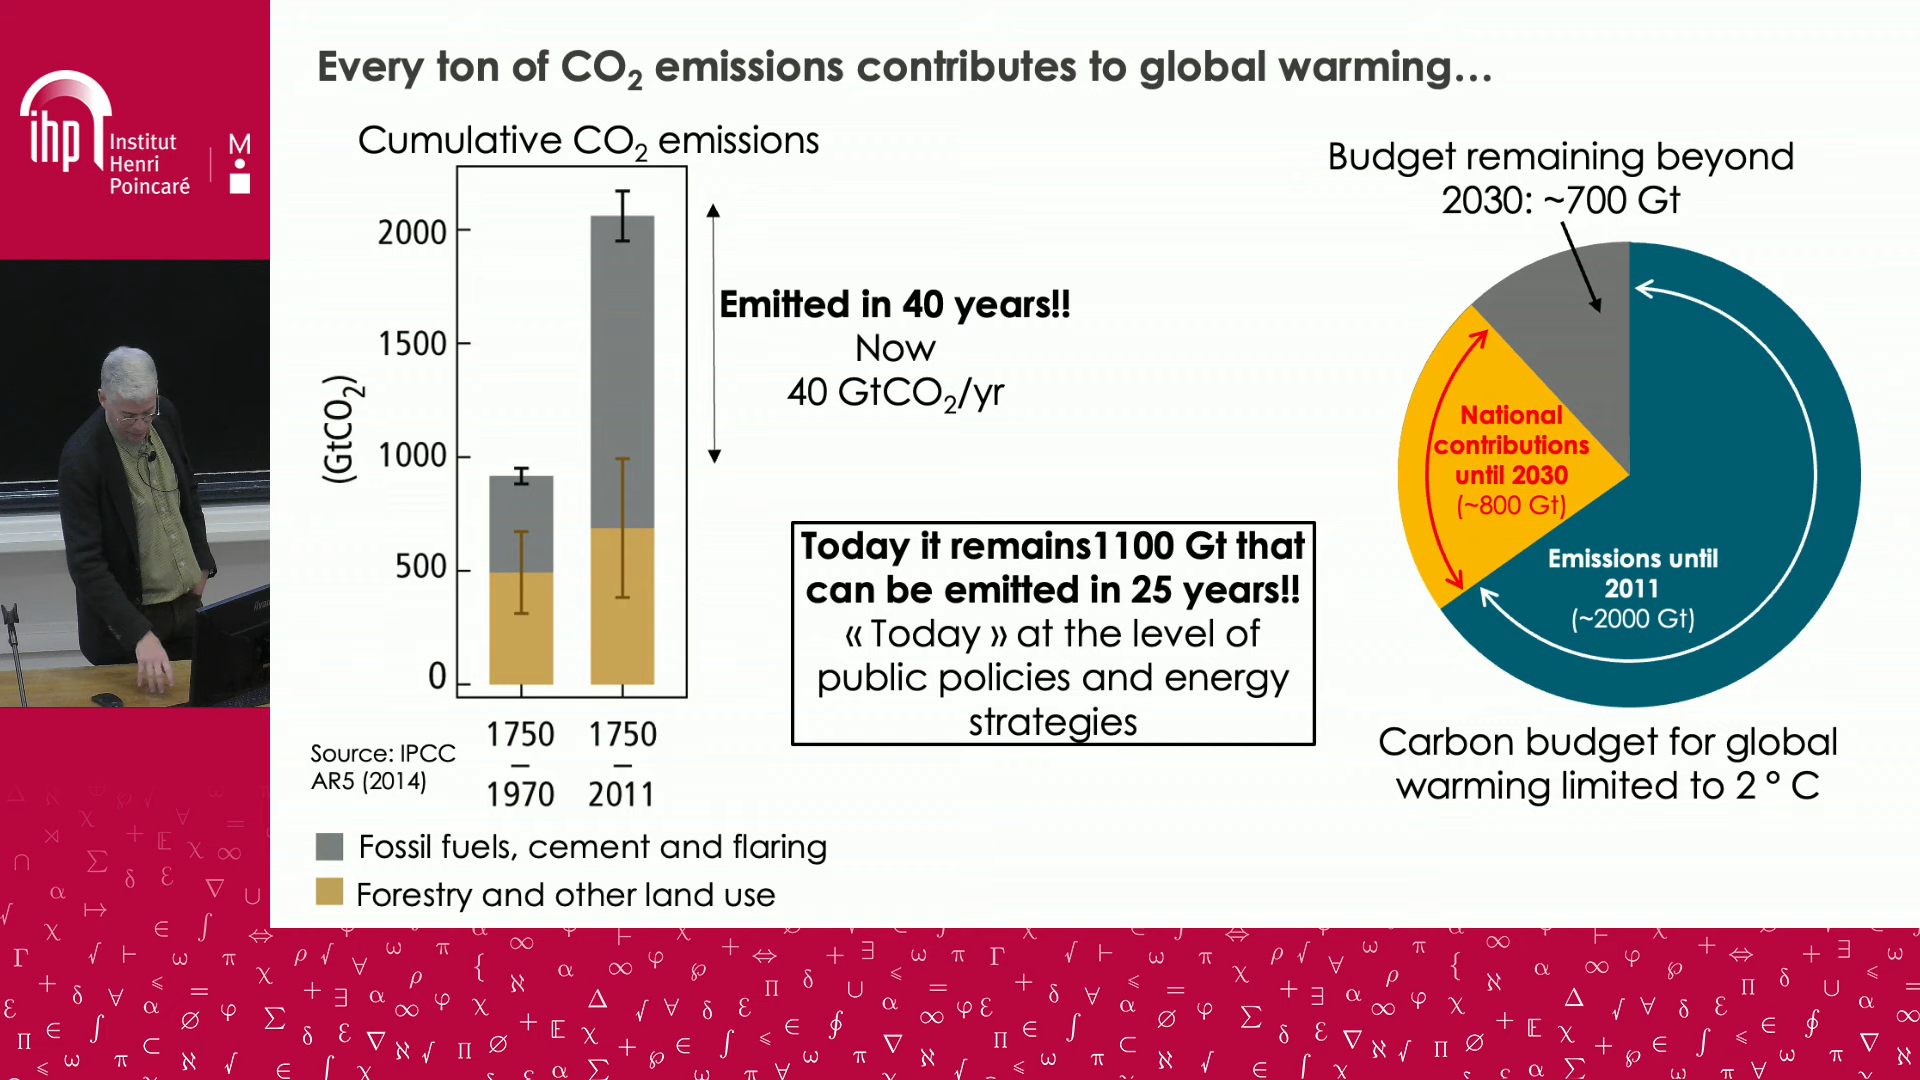 ihp
Institut
Henri
Poincaré
M
Every ton of CO₂ emissions contributes to global warming…
Cumulative CO₂ emissions
(GtCO₂)
2000
1500
1000
500
0
1750
–
1970
1750
–
2011
Source: IPCC
AR5 (2014)
Fossil fuels, cement and flaring
Forestry and other land use
Emitted in 40 years!!
Now
40 GtCO₂/yr
Today it remains1100 Gt that
can be emitted in 25 years!!
« Today » at the level of
public policies and energy
strategies
Budget remaining beyond
2030: ~700 Gt
National
contributions
until 2030
(~800 Gt)
Emissions until
2011
(~2000 Gt)
Carbon budget for global
warming limited to 2 ° C